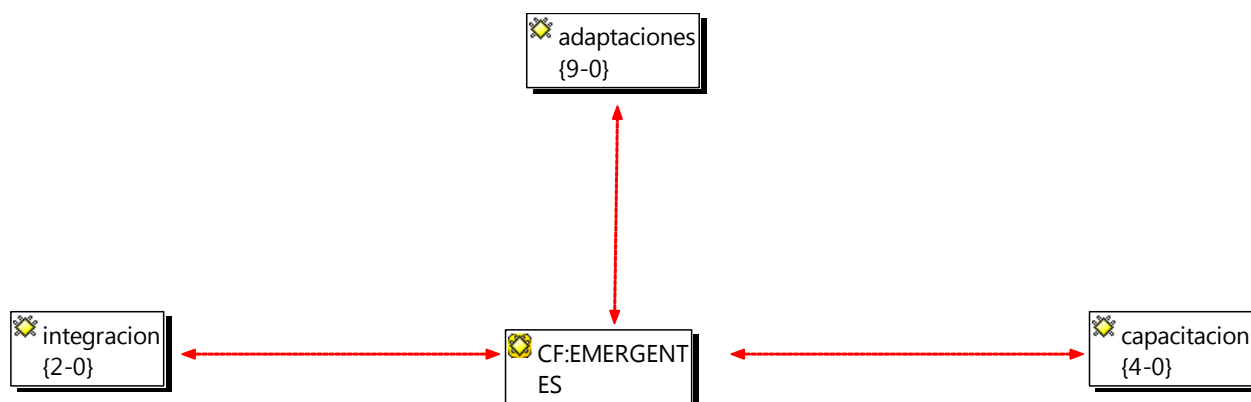 adaptaciones
{9-0}
integracion
{2-0}
CF:EMERGENT
ES
capacitacion
{4-0}